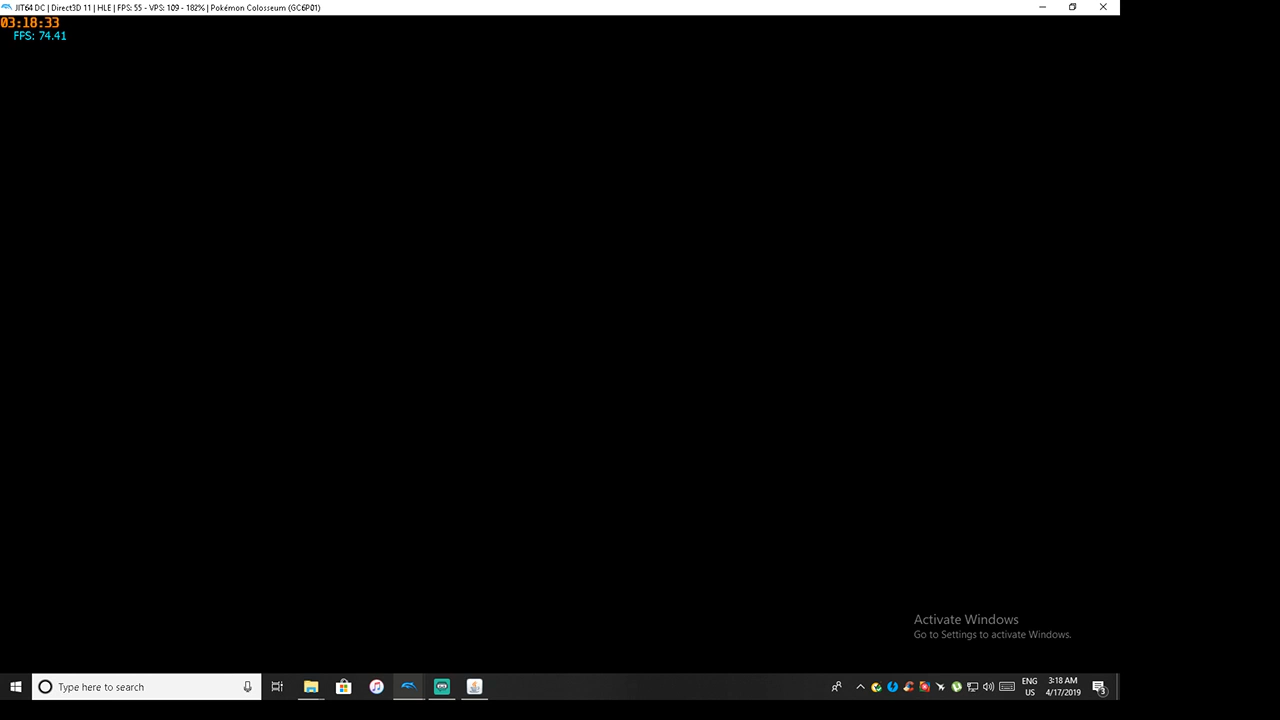 JIT64 DC | Direct3D 11 | HLE | FPS: 55 - VPS: 109 - 182% | Pokémon Colosseum (GC6P01)
03:18:33
FPS: 74.41
Activate Windows
Go to Settings to activate Windows.
Type here to search
ENG
US
3:18 AM
4/17/2019
3